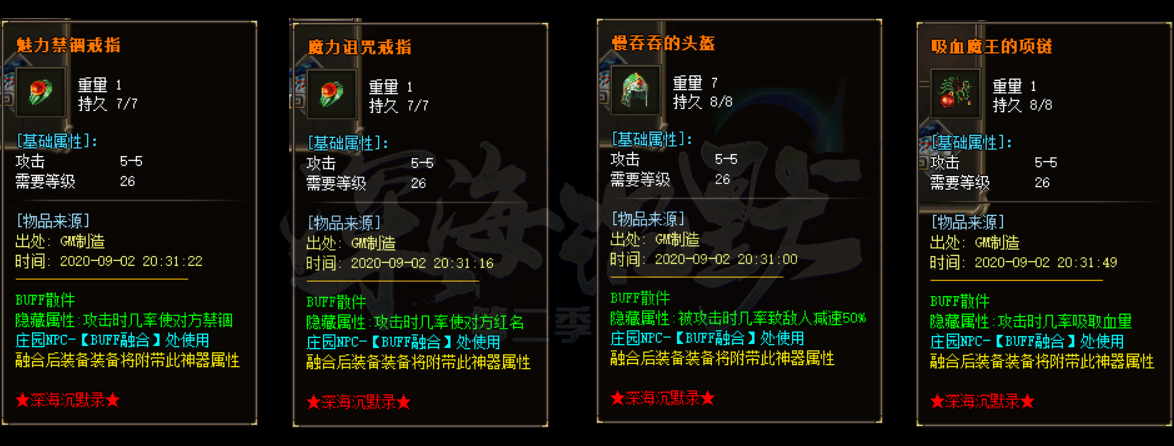 魅力禁锢戒指
重量 1
持久 7/7
[基础属性]:
攻击 5-5
需要等级 26
[物品来源]
出处: GM制造
时间: 2020-09-02 20:31:22
BUFF散件
隐藏属性:攻击时几率使对方禁锢
庄园NPC-【BUFF融合】处使用
融合后装备装备将附带此神器属性
★深海沉默录★
魔力诅咒戒指
重量 1
持久 7/7
[基础属性]:
攻击 5-5
需要等级 26
[物品来源]
出处: GM制造
时间: 2020-09-02 20:31:16
BUFF散件
隐藏属性:攻击时几率使对方红名
庄园NPC-【BUFF融合】处使用
融合后装备装备将附带此神器属性
★深海沉默录★
慢吞吞的头盔
重量 7
持久 8/8
[基础属性]:
攻击 5-5
需要等级 26
[物品来源]
出处: GM制造
时间: 2020-09-02 20:31:00
BUFF散件
隐藏属性:被攻击时几率致敌人减速50%
庄园NPC-【BUFF融合】处使用
融合后装备装备将附带此神器属性
★深海沉默录★
吸血魔王的项链
重量 1
持久 8/8
[基础属性]:
攻击 5-5
需要等级 26
[物品来源]
出处: GM制造
时间: 2020-09-02 20:31:49
BUFF散件
隐藏属性:攻击时几率吸取血量
庄园NPC-【BUFF融合】处使用
融合后装备装备将附带此神器属性
★深海沉默录★
深海沉默